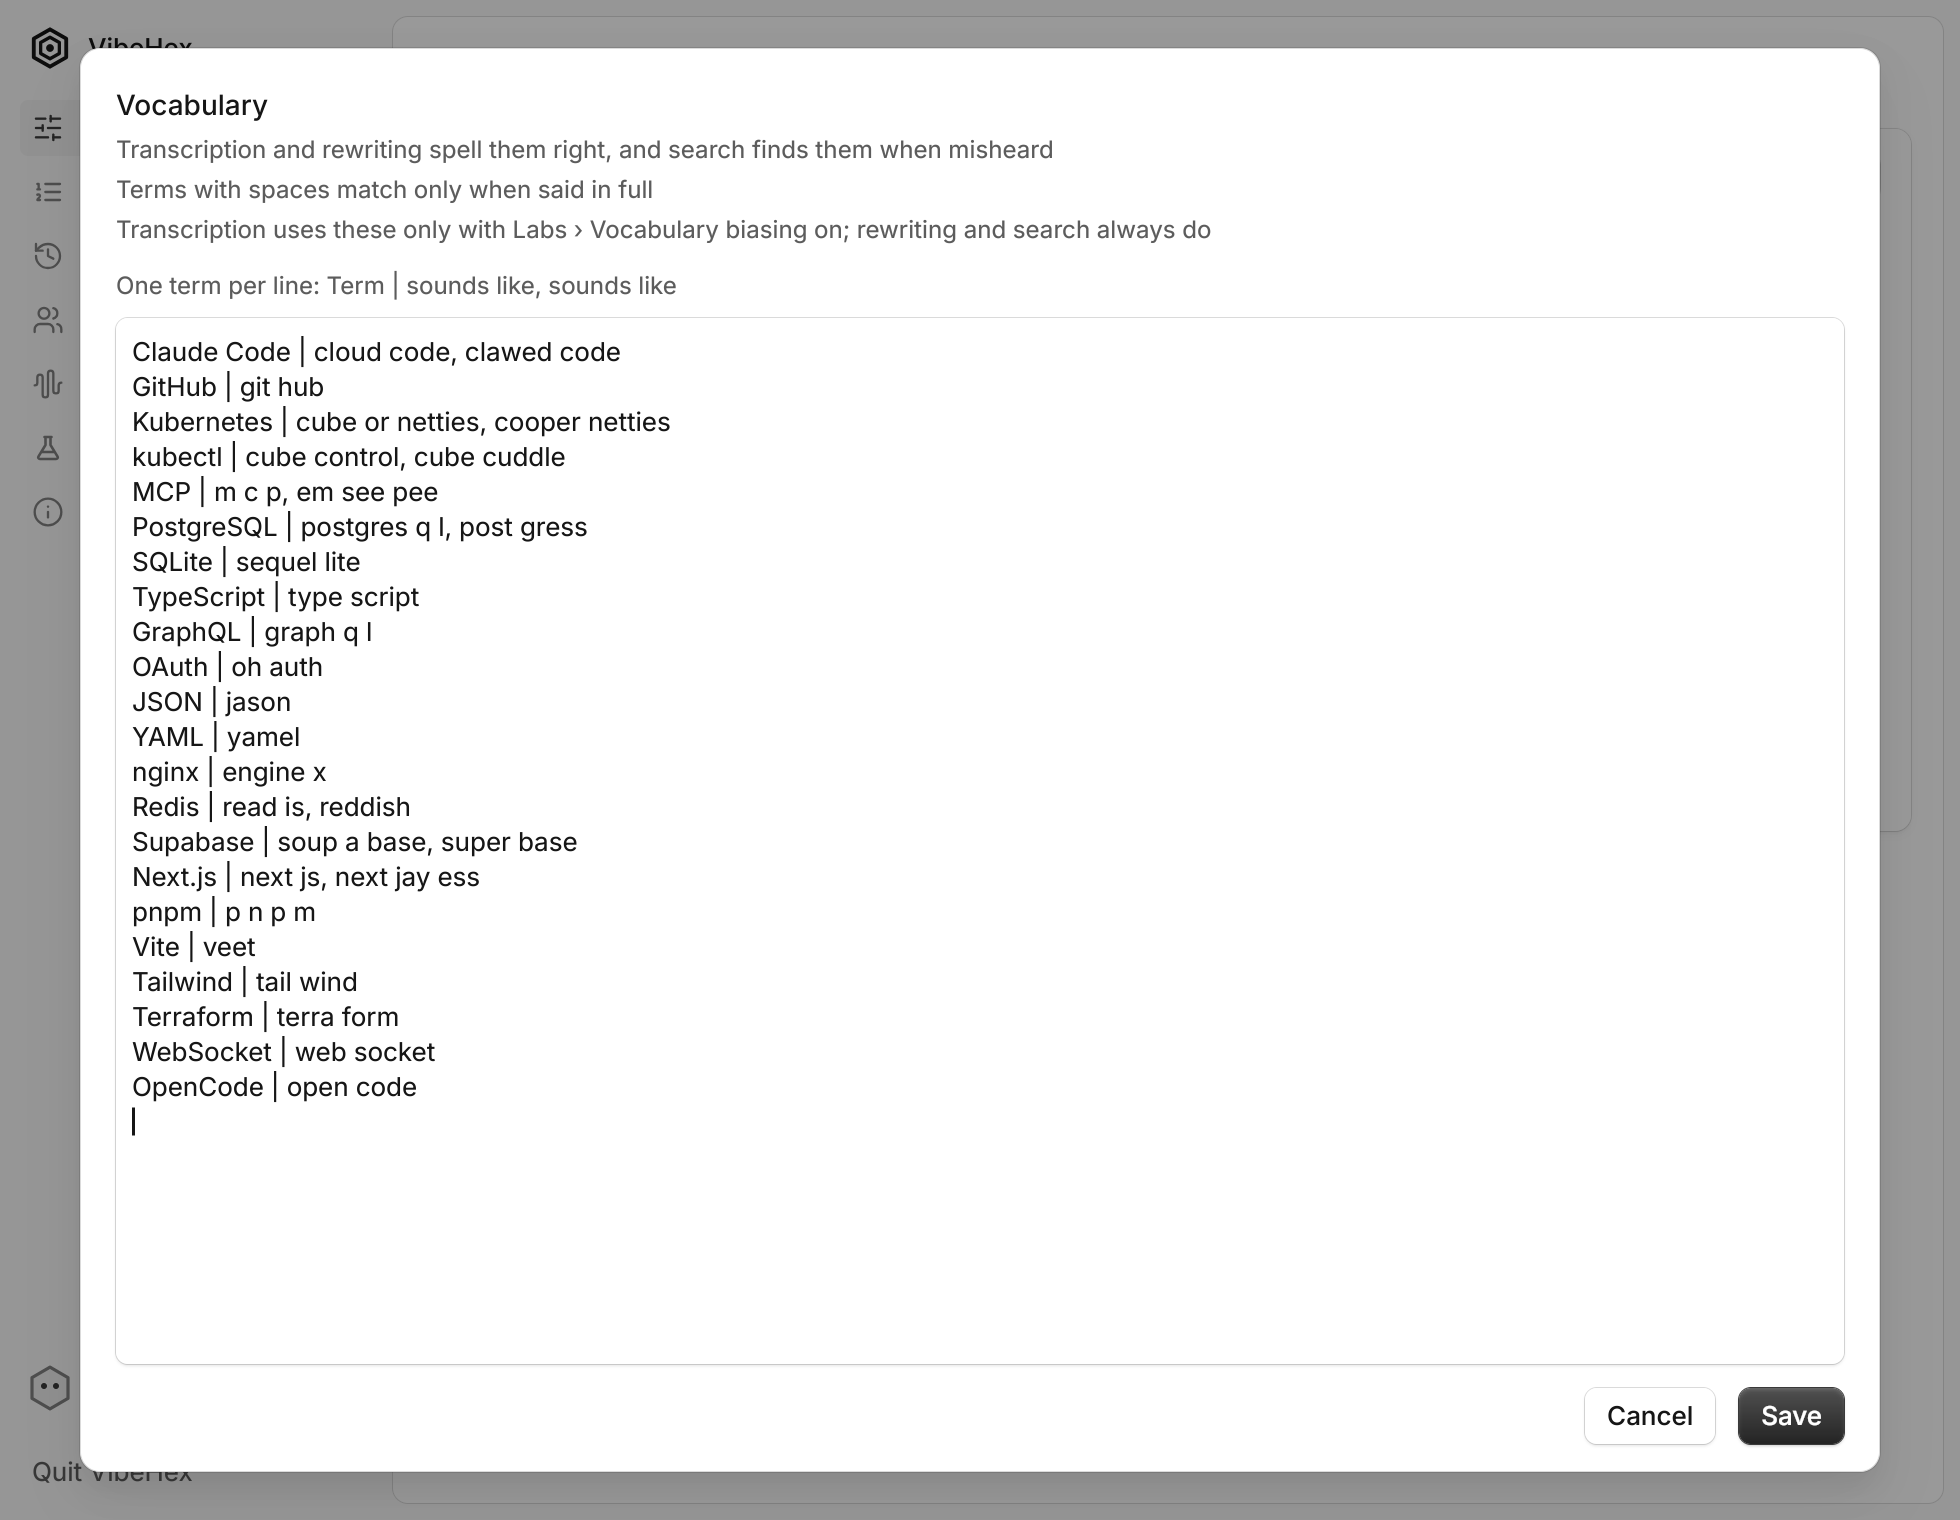 VibeHex
Vocabulary
Transcription and rewriting spell them right, and search finds them when misheard
Terms with spaces match only when said in full
Transcription uses these only with Labs › Vocabulary biasing on; rewriting and search always do
One term per line: Term | sounds like, sounds like
Claude Code | cloud code, clawed code
GitHub | git hub
Kubernetes | cube or netties, cooper netties
kubectl | cube control, cube cuddle
MCP | m c p, em see pee
PostgreSQL | postgres q l, post gress
SQLite | sequel lite
TypeScript | type script
GraphQL | graph q l
OAuth | oh auth
JSON | jason
YAML | yamel
nginx | engine x
Redis | read is, reddish
Supabase | soup a base, super base
Next.js | next js, next jay ess
pnpm | p n p m
Vite | veet
Tailwind | tail wind
Terraform | terra form
WebSocket | web socket
OpenCode | open code
Cancel
Save
Quit VibeHex